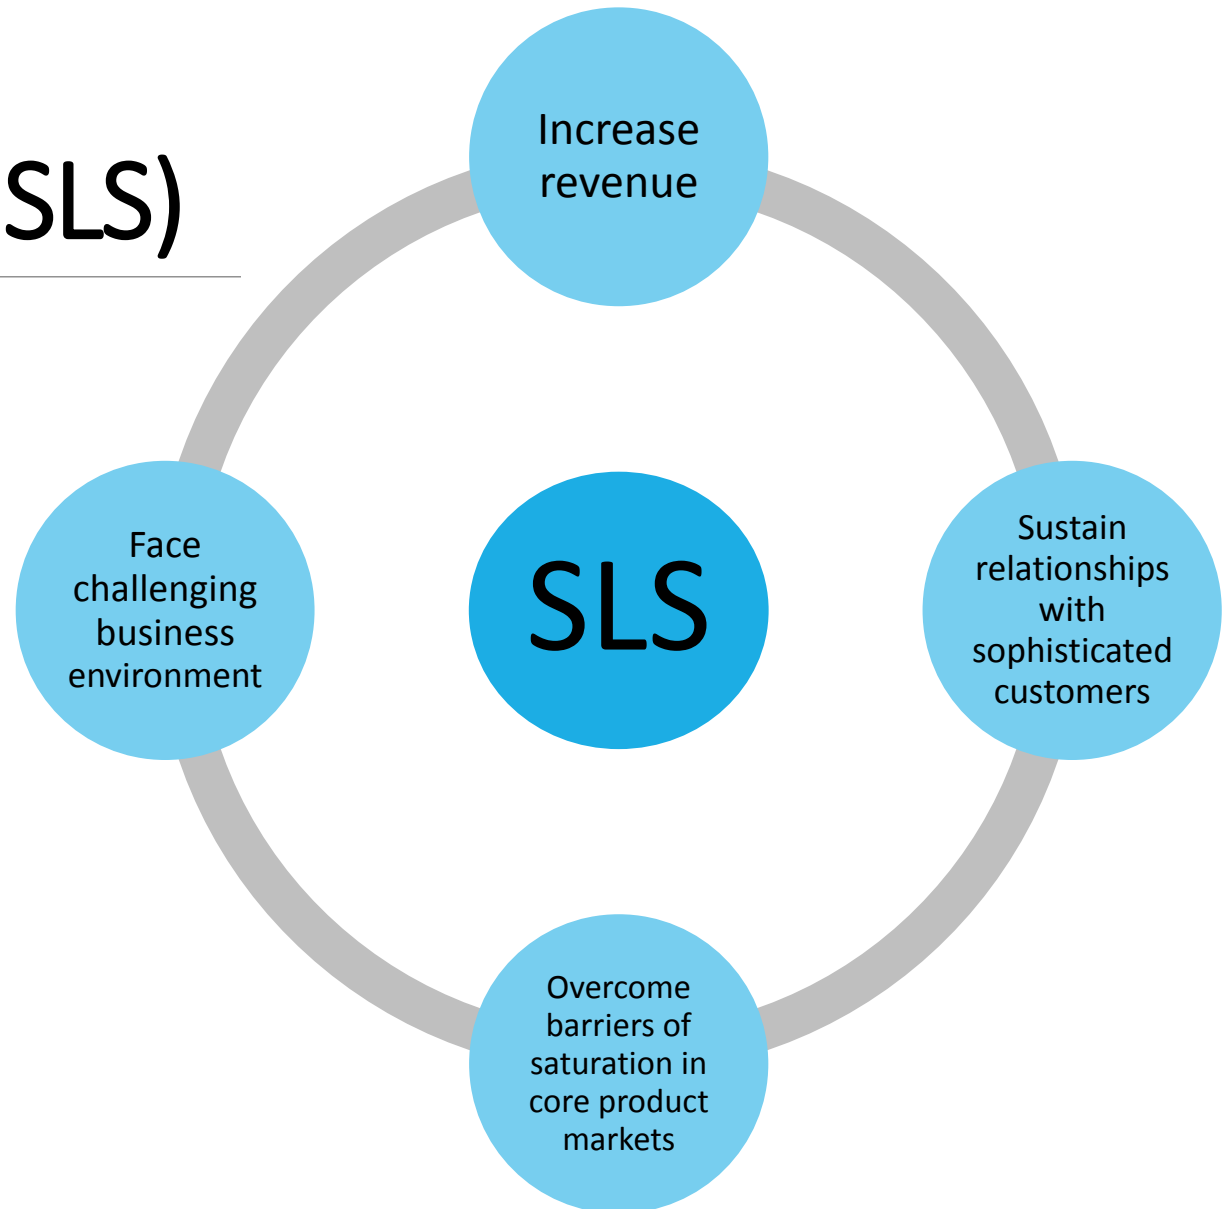 SLS)
Increase
revenue
Face
challenging
business
environment
SLS
Sustain
relationships
with
sophisticated
customers
Overcome
barriers of
saturation in
core product
markets